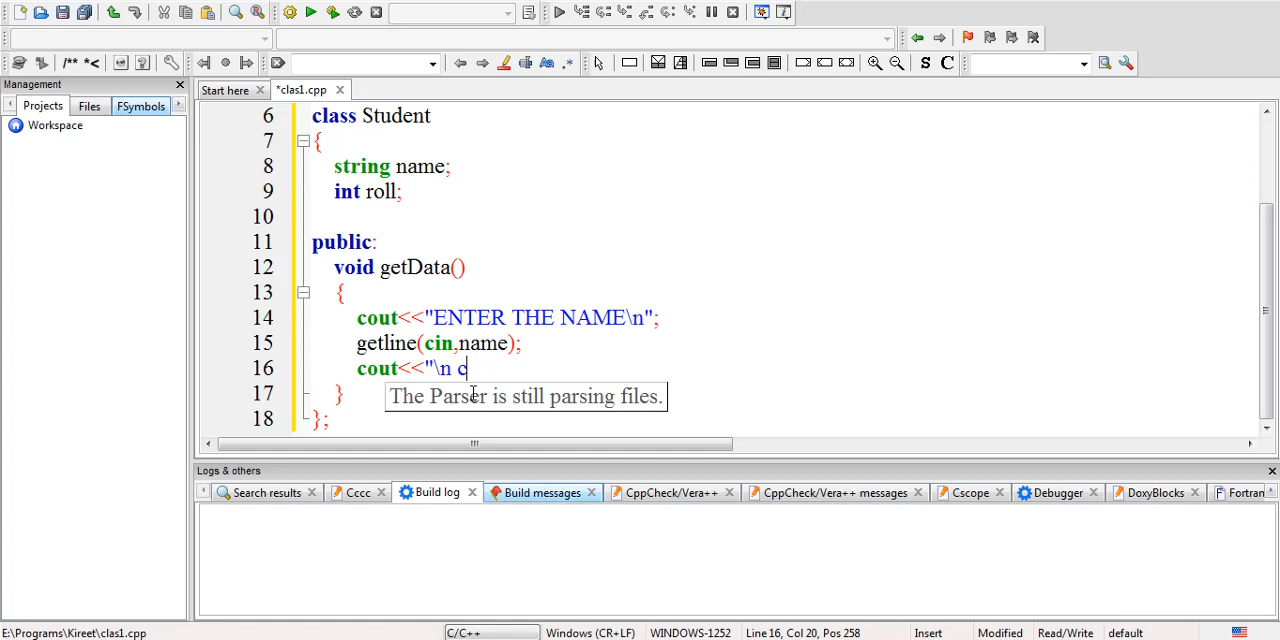 /** *<
S C
Management
Start here
*clas1.cpp
Projects Files FSymbols
Workspace
6 class Student
7 {
8 string name;
9 int roll;
10
11 public:
12 void getData()
13 {
14 cout<<"ENTER THE NAME\n";
15 getline(cin,name);
16 cout<<"\n c
17 }
The Parser is still parsing files.
18 };
Logs & others
Search results Cccc Build log Build messages CppCheck/Vera++ CppCheck/Vera++ messages Cscope Debugger DoxyBlocks Fortran
E:\Programs\Kireet\clas1.cpp C/C++ Windows (CR+LF) WINDOWS-1252 Line 16, Col 20, Pos 258 Insert Modified Read/Write default